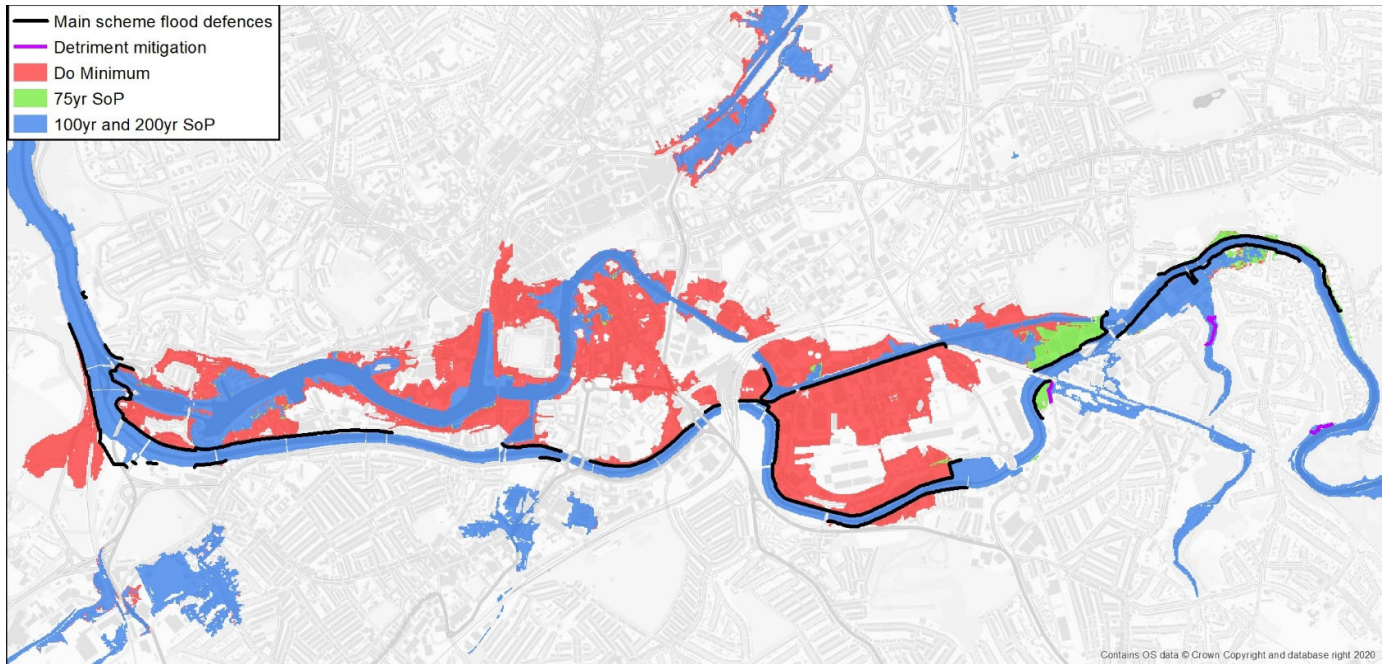 Main scheme flood defences
Detriment mitigation
Do Minimum
75yr SoP
100yr and 200yr SoP
Contains OS data © Crown Copyright and database right 2020